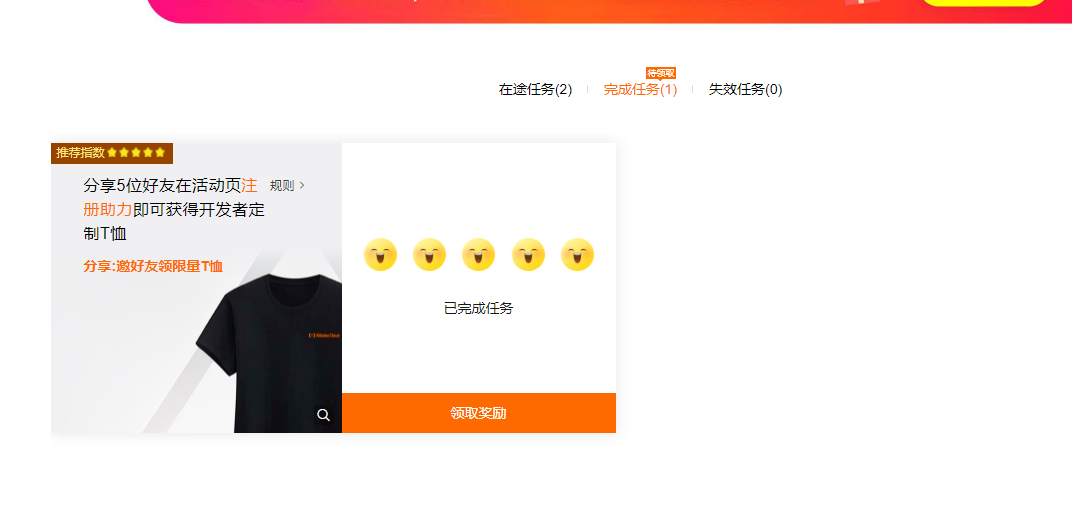 待领取
在途任务(2)
完成任务(1)
失效任务(0)
推荐指数
分享5位好友在活动页注
册助力即可获得开发者定
制T恤
规则 >
分享:邀好友领限量T恤
已完成任务
领取奖励